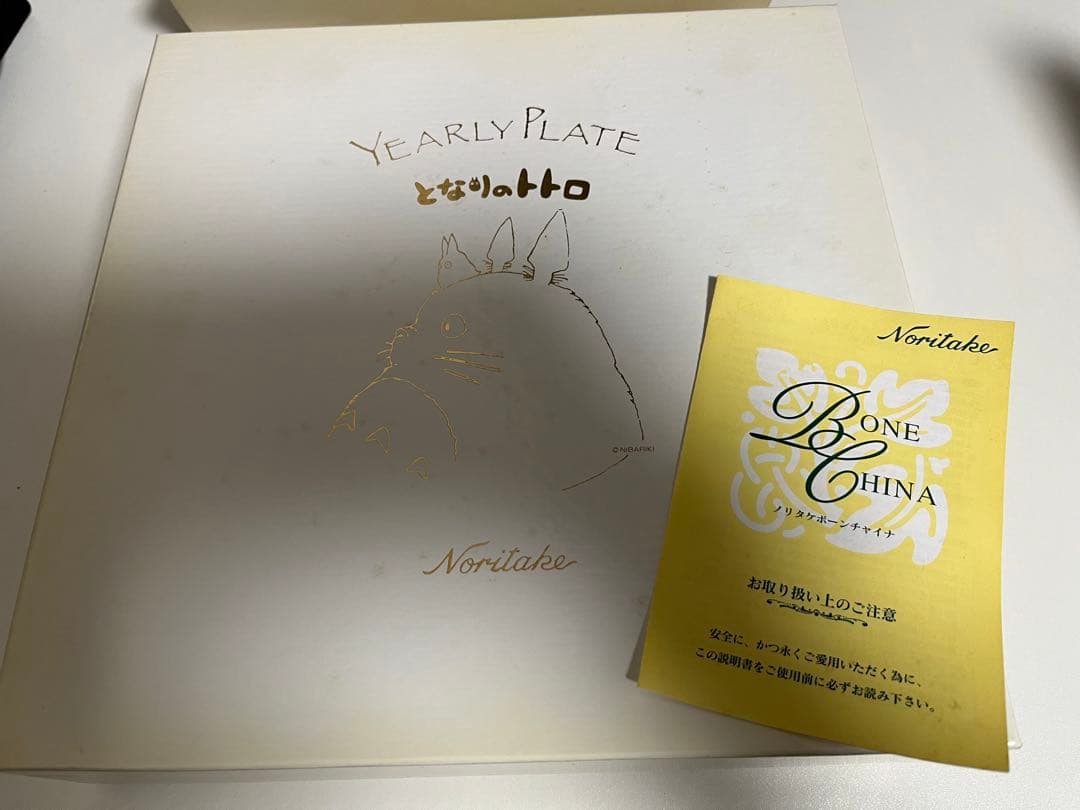 YEARLY PLATE
となりのトトロ
© NIBARIKI
Noritake
Noritake
BONE
CHINA
ノリタケボーンチャイナ
お取り扱い上のご注意
安全に、かつ永くご愛用いただく為に、
この説明書をご使用前に必ずお読み下さい。